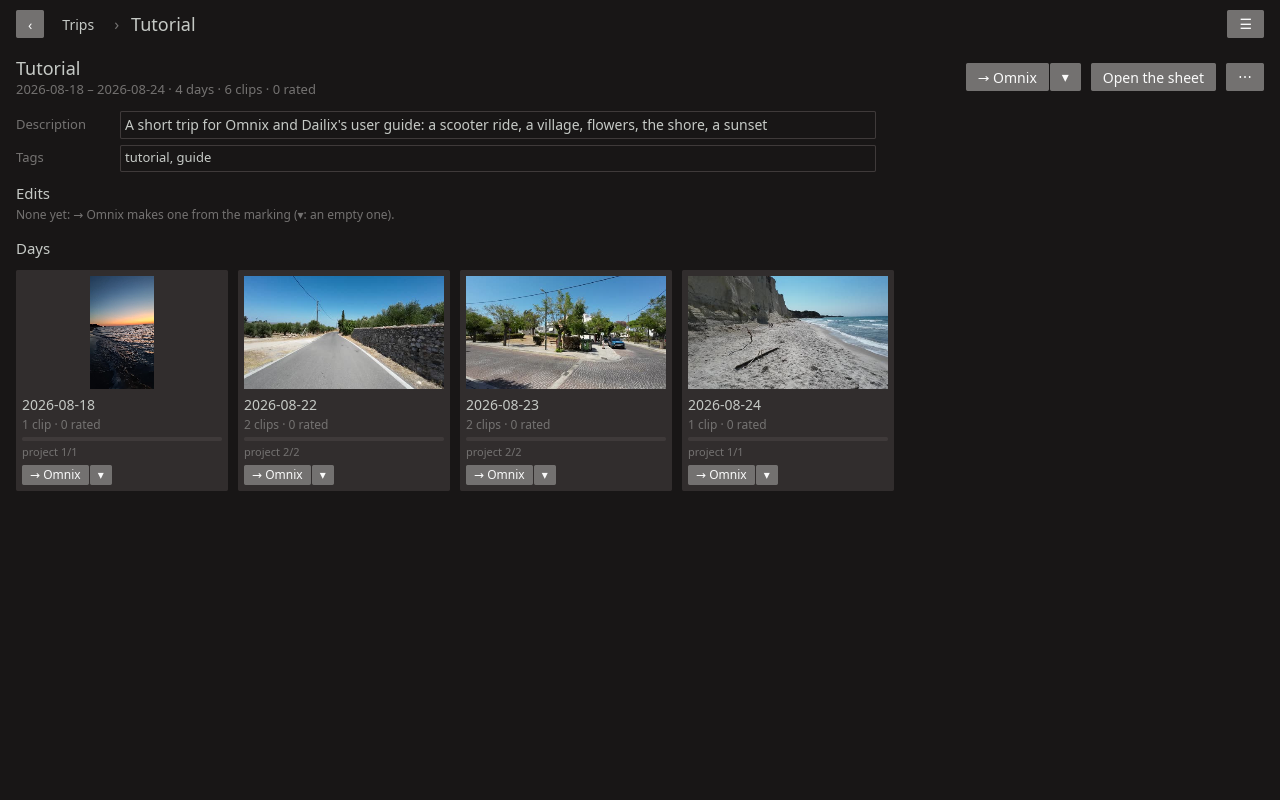 ‹ Trips › Tutorial ☰
Tutorial
2026-08-18 – 2026-08-24 · 4 days · 6 clips · 0 rated
→ Omnix ▾ Open the sheet ⋯
Description A short trip for Omnix and Dailix's user guide: a scooter ride, a village, flowers, the shore, a sunset
Tags tutorial, guide
Edits
None yet: → Omnix makes one from the marking (▾: an empty one).
Days
2026-08-18
1 clip · 0 rated
project 1/1
→ Omnix ▾
2026-08-22
2 clips · 0 rated
project 2/2
→ Omnix ▾
2026-08-23
2 clips · 0 rated
project 2/2
→ Omnix ▾
2026-08-24
1 clip · 0 rated
project 1/1
→ Omnix ▾